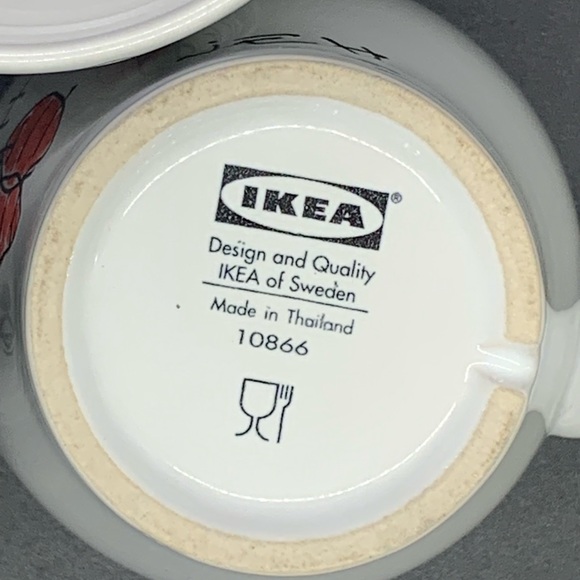 IKEA®
Design and Quality
IKEA of Sweden
Made in Thailand
10866